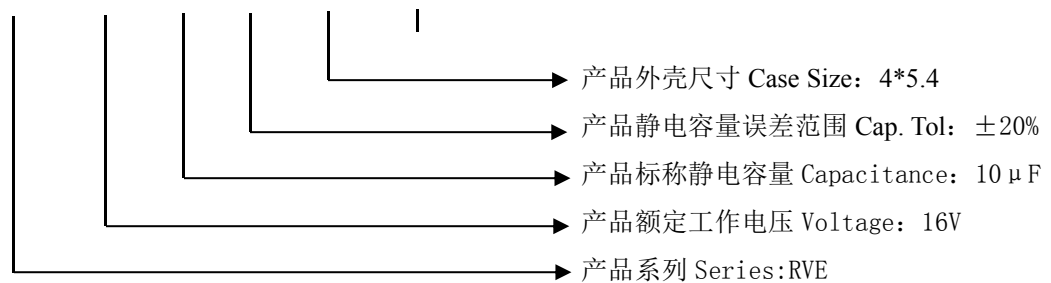 产品外壳尺寸 Case Size：4*5.4
产品静电容量误差范围 Cap. Tol：±20%
产品标称静电容量 Capacitance：10μF
产品额定工作电压 Voltage：16V
产品系列 Series:RVE